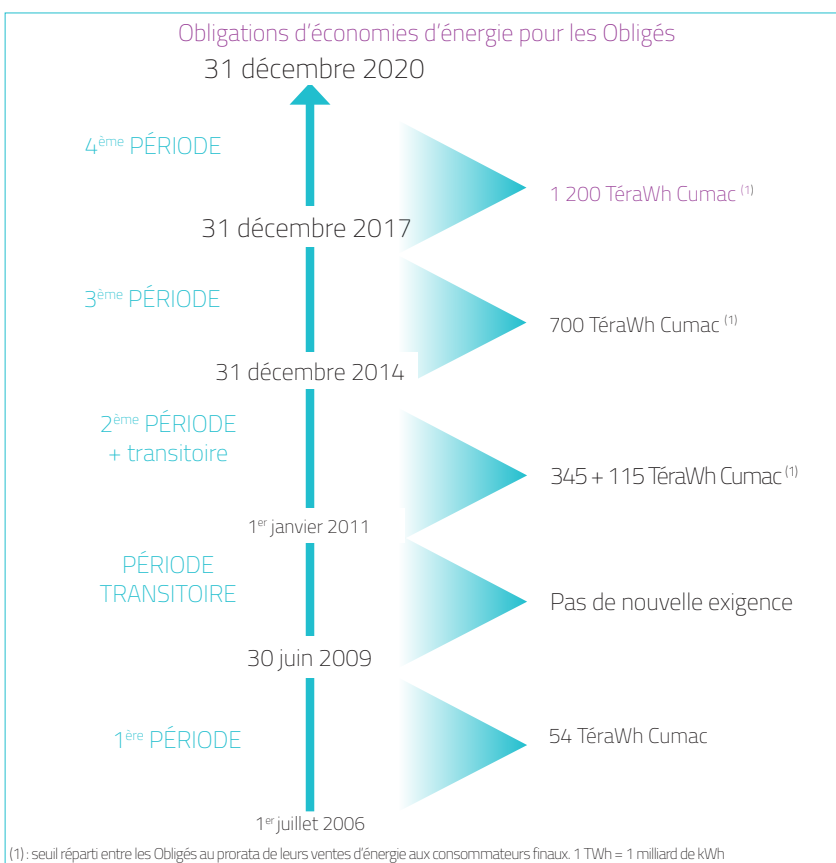 Obligations d'économies d'énergie pour les Obligés
31 décembre 2020
4ème PÉRIODE
1 200 TéraWh Cumac (1)
31 décembre 2017
3ème PÉRIODE
700 TéraWh Cumac (1)
31 décembre 2014
2ème PÉRIODE
+ transitoire
345 + 115 TéraWh Cumac (1)
1er janvier 2011
PÉRIODE
TRANSITOIRE
Pas de nouvelle exigence
30 juin 2009
1ère PÉRIODE
54 TéraWh Cumac
1er juillet 2006
(1) : seuil réparti entre les Obligés au prorata de leurs ventes d'énergie aux consommateurs finaux. 1 TWh = 1 milliard de kWh